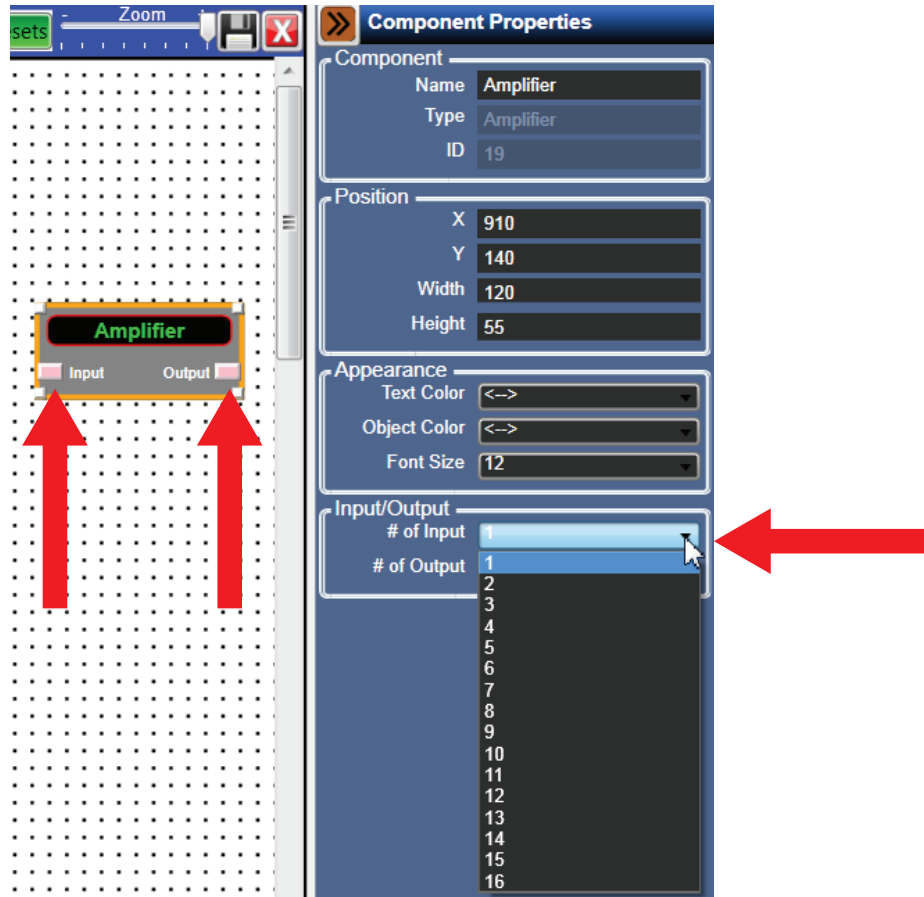 esets
- Zoom +
X
Component Properties
Component
Name Amplifier
Type Amplifier
ID 19
Position
X 910
Y 140
Width 120
Height 55
Amplifier
Input Output
Appearance
Text Color <-->
Object Color <-->
Font Size 12
Input/Output
# of Input 1
# of Output
1
2
3
4
5
6
7
8
9
10
11
12
13
14
15
16